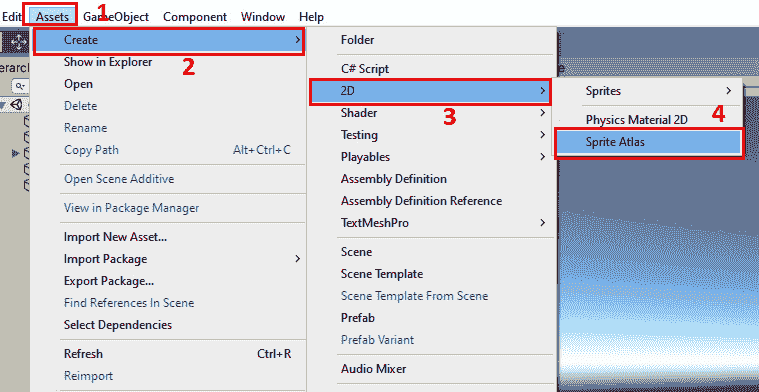 Edit Assets 1 GameObject Component Window Help
Create
2
Show in Explorer
Open
Delete
Rename
Copy Path Alt+Ctrl+C
Open Scene Additive
View in Package Manager
Import New Asset...
Import Package
Export Package...
Find References In Scene
Select Dependencies
Refresh Ctrl+R
Reimport
Folder
C# Script
2D
3
Shader
Testing
Playables
Assembly Definition
Assembly Definition Reference
TextMeshPro
Scene
Scene Template
Scene Template From Scene
Prefab
Prefab Variant
Audio Mixer
Sprites
Physics Material 2D
4
Sprite Atlas